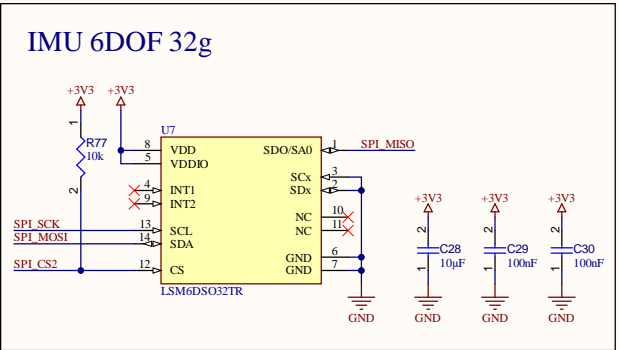 IMU 6DOF 32g
+3V3 +3V3
1 R77 10k 2
U7
8 VDD
5 VDDIO
4 INT1
9 INT2
SPI_SCK 13 SCL
SPI_MOSI 14 SDA
SPI_CS2 12 CS
SDO/SA0 1 SPI_MISO
SCx 3
SDx 2
NC 10
NC 11
GND 6
GND 7
LSM6DSO32TR
GND
+3V3 +3V3 +3V3
2 C28 10µF 1
2 C29 100nF 1
2 C30 100nF 1
GND GND GND